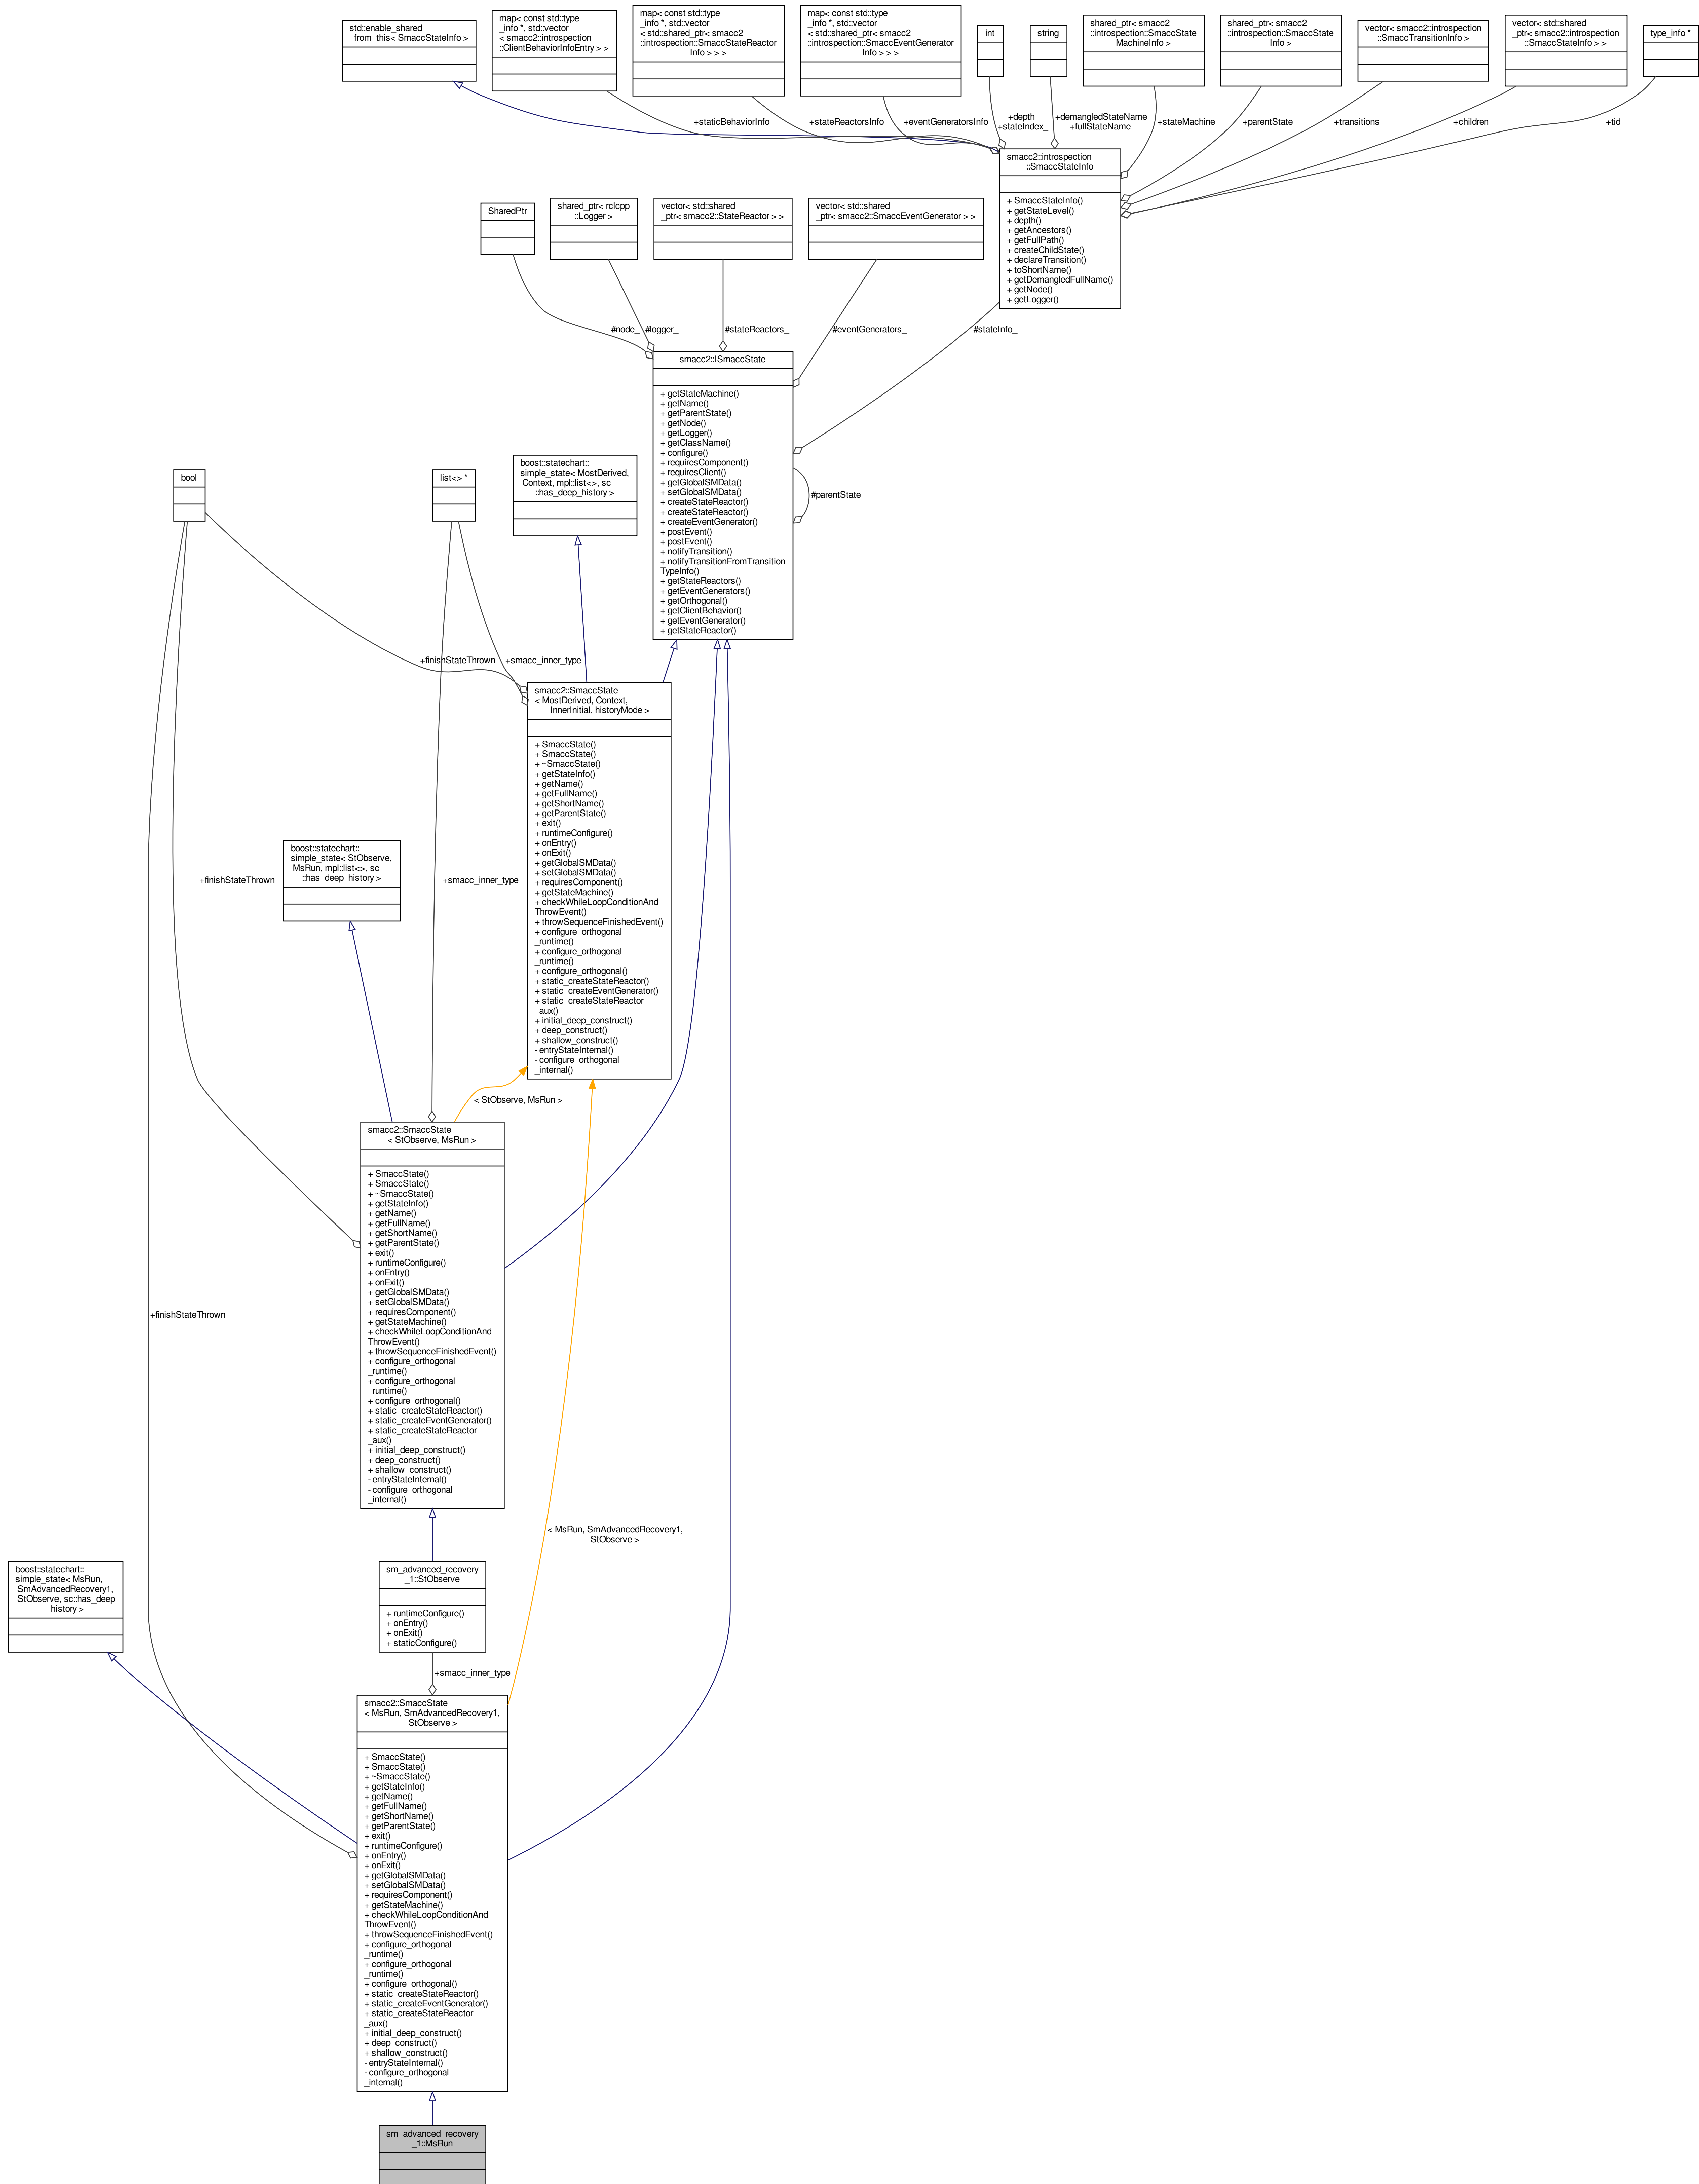 std::enable_shared
_from_this< SmaccStateInfo >
map< const std::type
_info *, std::vector
< smacc2::introspection
::ClientBehaviorInfoEntry > >
map< const std::type
_info *, std::vector
< std::shared_ptr< smacc2
::introspection::SmaccStateReactor
Info > > >
map< const std::type
_info *, std::vector
< std::shared_ptr< smacc2
::introspection::SmaccEventGenerator
Info > > >
int
string
shared_ptr< smacc2
::introspection::SmaccState
MachineInfo >
shared_ptr< smacc2
::introspection::SmaccState
Info >
vector< smacc2::introspection
::SmaccTransitionInfo >
vector< std::shared
_ptr< smacc2::introspection
::SmaccStateInfo > >
type_info *
+staticBehaviorInfo
+stateReactorsInfo
+eventGeneratorsInfo
+depth_
+stateIndex_
+demangledStateName
+fullStateName
+stateMachine_
+parentState_
+transitions_
+children_
+tid_
smacc2::introspection
::SmaccStateInfo
+ SmaccStateInfo()
+ getStateLevel()
+ depth()
+ getAncestors()
+ getFullPath()
+ createChildState()
+ declareTransition()
+ toShortName()
+ getDemangledFullName()
+ getNode()
+ getLogger()
SharedPtr
shared_ptr< rclcpp
::Logger >
vector< std::shared
_ptr< smacc2::StateReactor > >
vector< std::shared
_ptr< smacc2::SmaccEventGenerator > >
#node_
#logger_
#stateReactors_
#eventGenerators_
#stateInfo_
smacc2::ISmaccState
+ getStateMachine()
+ getName()
+ getParentState()
+ getNode()
+ getLogger()
+ getClassName()
+ configure()
+ requiresComponent()
+ requiresClient()
+ getGlobalSMData()
+ setGlobalSMData()
+ createStateReactor()
+ createStateReactor()
+ createEventGenerator()
+ postEvent()
+ postEvent()
+ notifyTransition()
+ notifyTransitionFromTransition
TypeInfo()
+ getStateReactors()
+ getEventGenerators()
+ getOrthogonal()
+ getClientBehavior()
+ getEventGenerator()
+ getStateReactor()
#parentState_
bool
list<> *
boost::statechart::
simple_state< MostDerived,
Context, mpl::list<>, sc
::has_deep_history >
+finishStateThrown
+smacc_inner_type
smacc2::SmaccState
< MostDerived, Context,
InnerInitial, historyMode >
+ SmaccState()
+ SmaccState()
+ ~SmaccState()
+ getStateInfo()
+ getName()
+ getFullName()
+ getShortName()
+ getParentState()
+ exit()
+ runtimeConfigure()
+ onEntry()
+ onExit()
+ getGlobalSMData()
+ setGlobalSMData()
+ requiresComponent()
+ getStateMachine()
+ checkWhileLoopConditionAnd
ThrowEvent()
+ throwSequenceFinishedEvent()
+ configure_orthogonal
_runtime()
+ configure_orthogonal
_runtime()
+ configure_orthogonal()
+ static_createStateReactor()
+ static_createEventGenerator()
+ static_createStateReactor
_aux()
+ initial_deep_construct()
+ deep_construct()
+ shallow_construct()
- entryStateInternal()
- configure_orthogonal
_internal()
boost::statechart::
simple_state< StObserve,
MsRun, mpl::list<>, sc
::has_deep_history >
+finishStateThrown
+smacc_inner_type
< StObserve, MsRun >
smacc2::SmaccState
< StObserve, MsRun >
+ SmaccState()
+ SmaccState()
+ ~SmaccState()
+ getStateInfo()
+ getName()
+ getFullName()
+ getShortName()
+ getParentState()
+ exit()
+ runtimeConfigure()
+ onEntry()
+ onExit()
+ getGlobalSMData()
+ setGlobalSMData()
+ requiresComponent()
+ getStateMachine()
+ checkWhileLoopConditionAnd
ThrowEvent()
+ throwSequenceFinishedEvent()
+ configure_orthogonal
_runtime()
+ configure_orthogonal
_runtime()
+ configure_orthogonal()
+ static_createStateReactor()
+ static_createEventGenerator()
+ static_createStateReactor
_aux()
+ initial_deep_construct()
+ deep_construct()
+ shallow_construct()
- entryStateInternal()
- configure_orthogonal
_internal()
+finishStateThrown
< MsRun, SmAdvancedRecovery1,
StObserve >
boost::statechart::
simple_state< MsRun,
SmAdvancedRecovery1,
StObserve, sc::has_deep
_history >
sm_advanced_recovery
_1::StObserve
+ runtimeConfigure()
+ onEntry()
+ onExit()
+ staticConfigure()
+smacc_inner_type
smacc2::SmaccState
< MsRun, SmAdvancedRecovery1,
StObserve >
+ SmaccState()
+ SmaccState()
+ ~SmaccState()
+ getStateInfo()
+ getName()
+ getFullName()
+ getShortName()
+ getParentState()
+ exit()
+ runtimeConfigure()
+ onEntry()
+ onExit()
+ getGlobalSMData()
+ setGlobalSMData()
+ requiresComponent()
+ getStateMachine()
+ checkWhileLoopConditionAnd
ThrowEvent()
+ throwSequenceFinishedEvent()
+ configure_orthogonal
_runtime()
+ configure_orthogonal
_runtime()
+ configure_orthogonal()
+ static_createStateReactor()
+ static_createEventGenerator()
+ static_createStateReactor
_aux()
+ initial_deep_construct()
+ deep_construct()
+ shallow_construct()
- entryStateInternal()
- configure_orthogonal
_internal()
sm_advanced_recovery
_1::MsRun